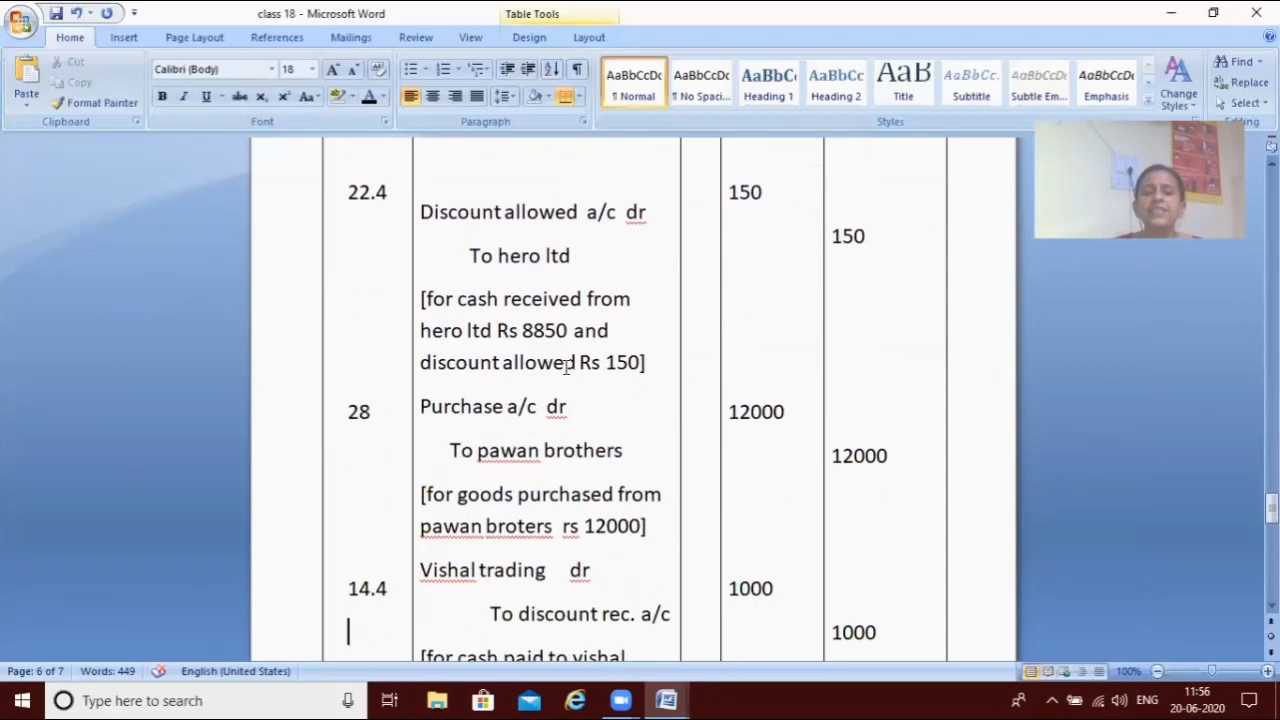 class 18 - Microsoft Word
Table Tools
Home Insert Page Layout References Mailings Review View Design Layout
Paste
Cut
Copy
Format Painter
Clipboard
Calibri (Body) 18
Font
Paragraph
AaBbCcDc AaBbCcDc AaBbC AaBbCc AaB AaBbCc. AaBbCcDc AaBbCcDc
¶ Normal ¶ No Spaci... Heading 1 Heading 2 Title Subtitle Subtle Em... Emphasis
Change
Styles
Styles
Find
Replace
Select
Editing
22.4 150
Discount allowed a/c dr
150
To hero ltd
[for cash received from
hero ltd Rs 8850 and
discount allowed Rs 150]
28 Purchase a/c dr 12000
To pawan brothers 12000
[for goods purchased from
pawan broters rs 12000]
Vishal trading dr
14.4 1000
To discount rec. a/c
1000
[for cash paid to vishal
Page: 6 of 7 Words: 449 English (United States) 100%
Type here to search
ENG
11:56
20-06-2020